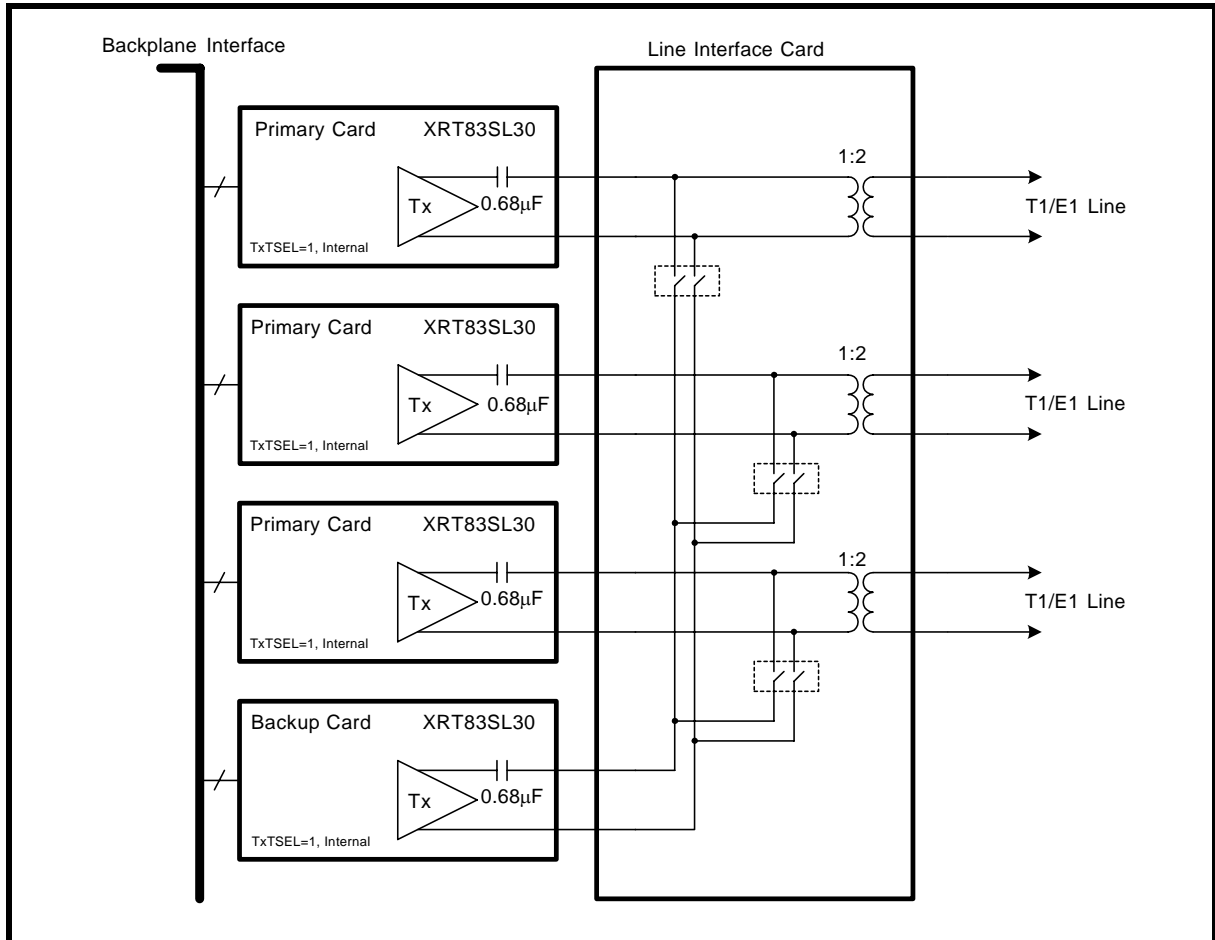 Backplane Interface
Line Interface Card
Primary Card XRT83SL30
Tx
0.68μF
TxTSEL=1, Internal
1:2
T1/E1 Line
Primary Card XRT83SL30
Tx
0.68μF
TxTSEL=1, Internal
1:2
T1/E1 Line
Primary Card XRT83SL30
Tx
0.68μF
TxTSEL=1, Internal
1:2
T1/E1 Line
Backup Card XRT83SL30
Tx
0.68μF
TxTSEL=1, Internal